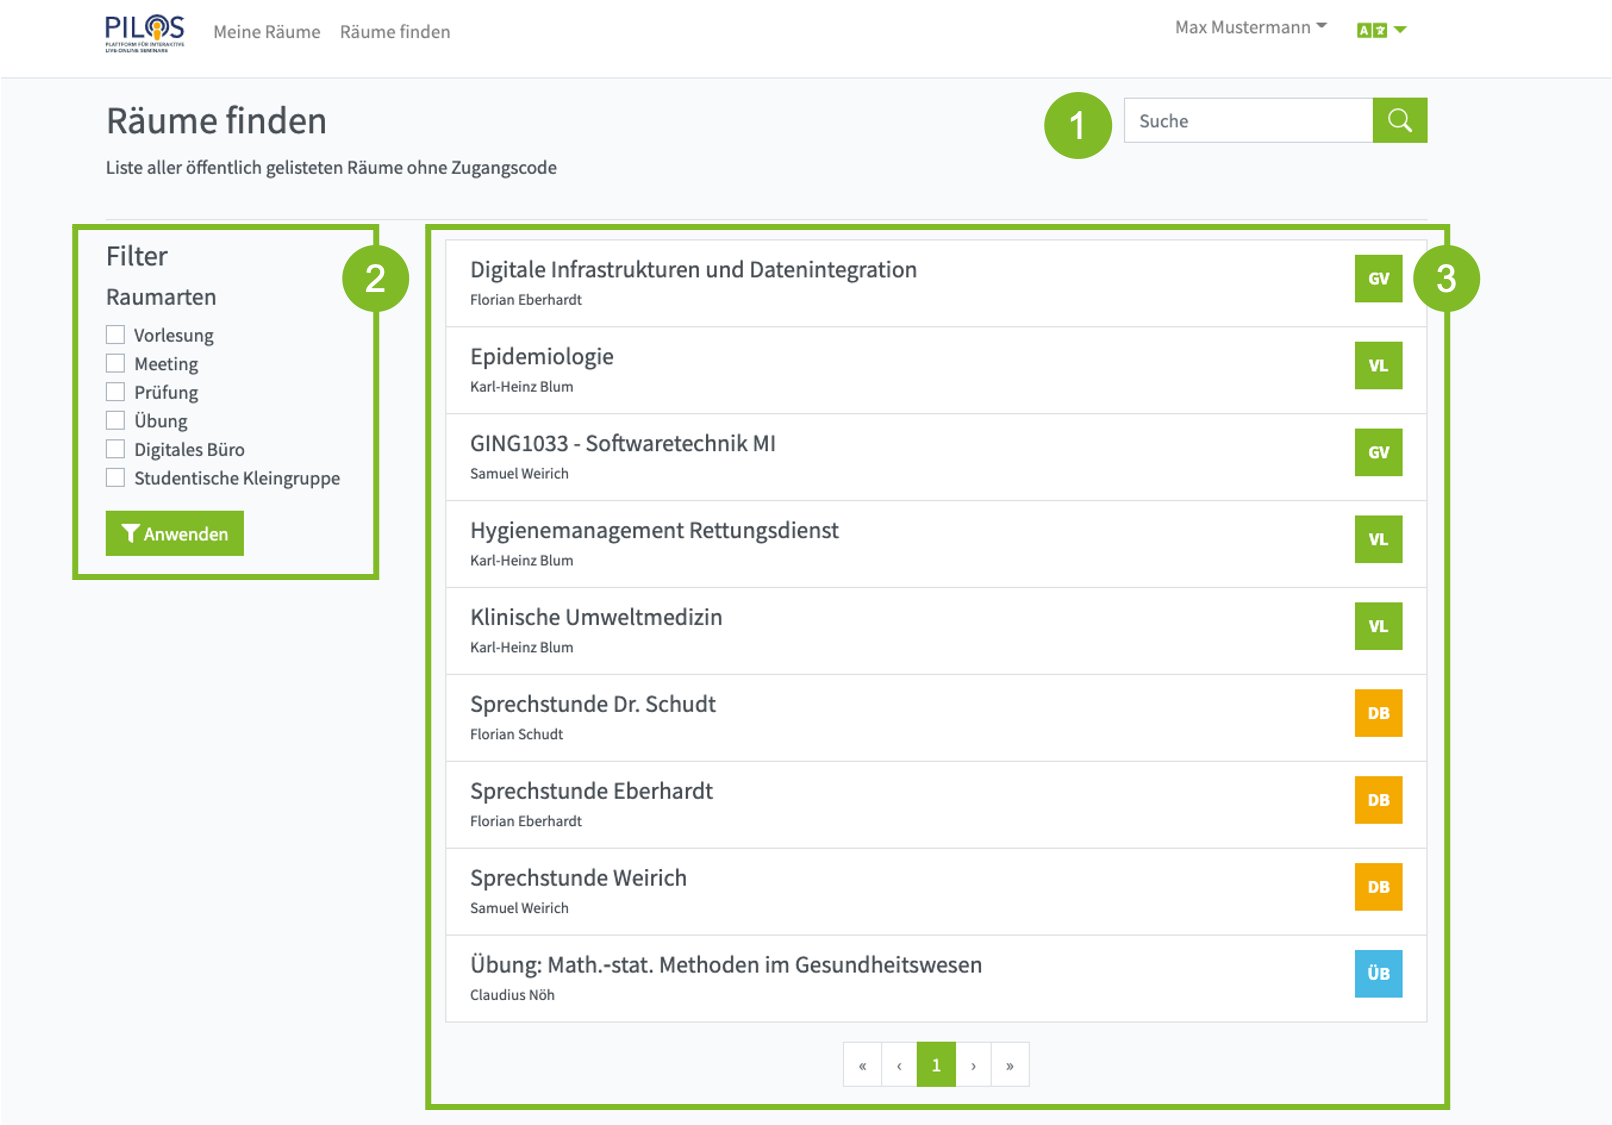 PILOS
PLATTFORM FÜR INTERAKTIVE
LIVE-ONLINE SEMINARE
Meine Räume
Räume finden
Max Mustermann
A
Räume finden
1
Suche
Liste aller öffentlich gelisteten Räume ohne Zugangscode
Filter
2
Raumarten
Vorlesung
Meeting
Prüfung
Übung
Digitales Büro
Studentische Kleingruppe
Anwenden
3
Digitale Infrastrukturen und Datenintegration
Florian Eberhardt
GV
Epidemiologie
Karl-Heinz Blum
VL
GING1033 - Softwaretechnik MI
Samuel Weirich
GV
Hygienemanagement Rettungsdienst
Karl-Heinz Blum
VL
Klinische Umweltmedizin
Karl-Heinz Blum
VL
Sprechstunde Dr. Schudt
Florian Schudt
DB
Sprechstunde Eberhardt
Florian Eberhardt
DB
Sprechstunde Weirich
Samuel Weirich
DB
Übung: Math.-stat. Methoden im Gesundheitswesen
Claudius Nöh
ÜB
« ‹ 1 › »